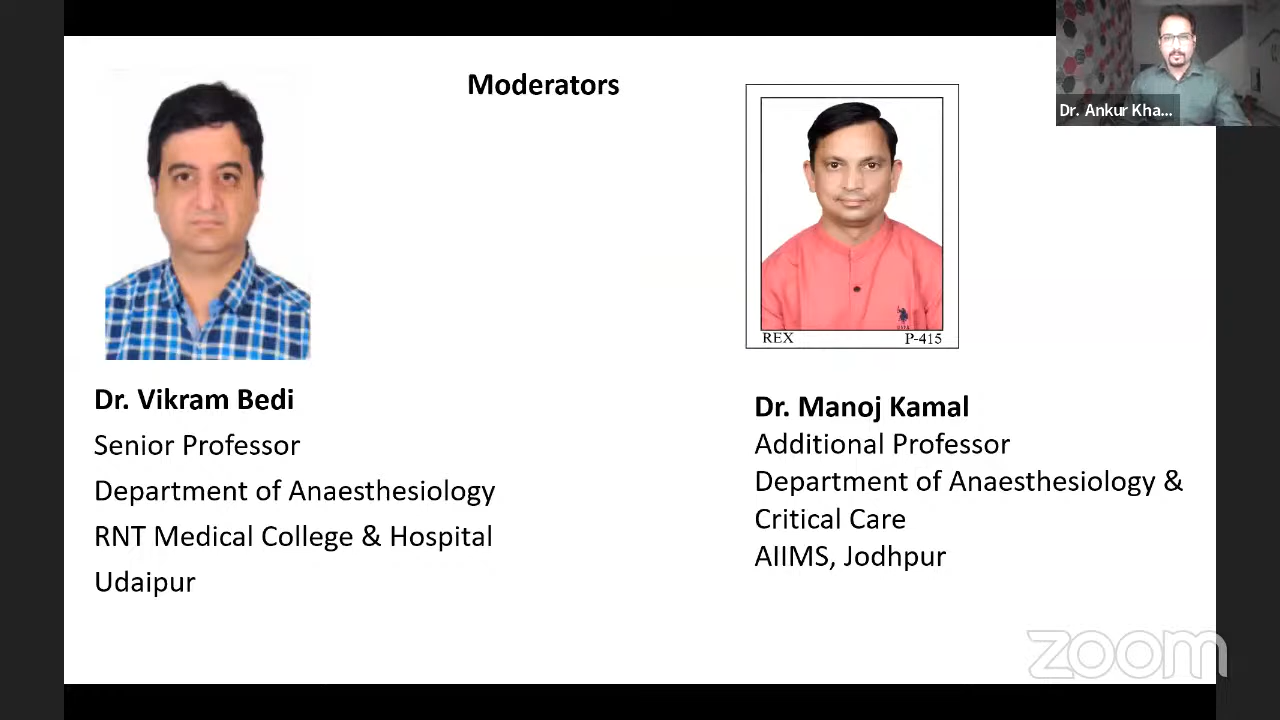 Moderators
Dr. Ankur Kha...
REX P-415
Dr. Vikram Bedi
Senior Professor
Department of Anaesthesiology
RNT Medical College & Hospital
Udaipur
Dr. Manoj Kamal
Additional Professor
Department of Anaesthesiology &
Critical Care
AIIMS, Jodhpur
zoom